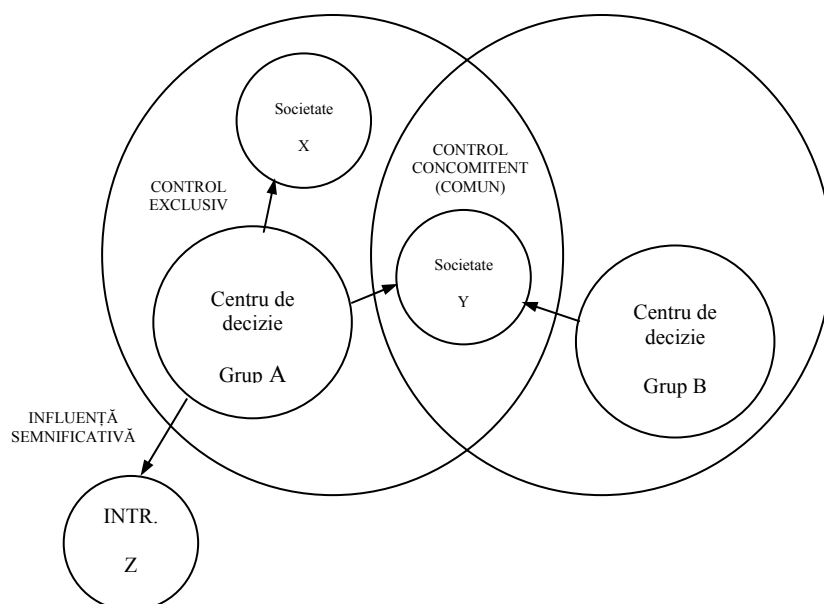 Societate
X
CONTROL
EXCLUSIV
CONTROL
CONCOMITENT
(COMUN)
Centru de
decizie
Grup A
Societate
Y
Centru de
decizie
Grup B
INFLUENȚĂ
SEMNIFICATIVĂ
INTR.
Z